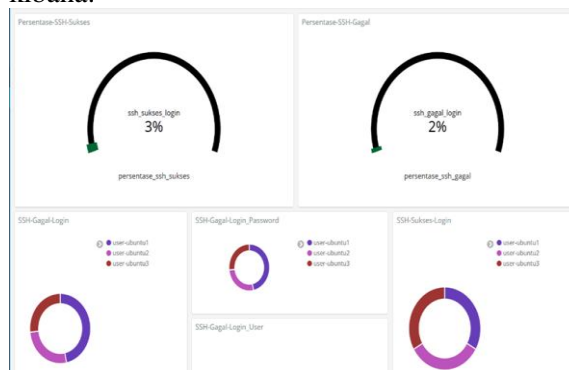 kibana.
Persentase-SSH-Sukses
ssh_sukses_login
3%
persentase_ssh_sukses
Persentase-SSH-Gagal
ssh_gagal_login
2%
persentase_ssh_gagal
SSH-Gagal-Login
user-ubuntu1
user-ubuntu2
user-ubuntu3
SSH-Gagal-Login_Password
user-ubuntu1
user-ubuntu2
user-ubuntu3
SSH-Gagal-Login_User
SSH-Sukses-Login
user-ubuntu1
user-ubuntu2
user-ubuntu3